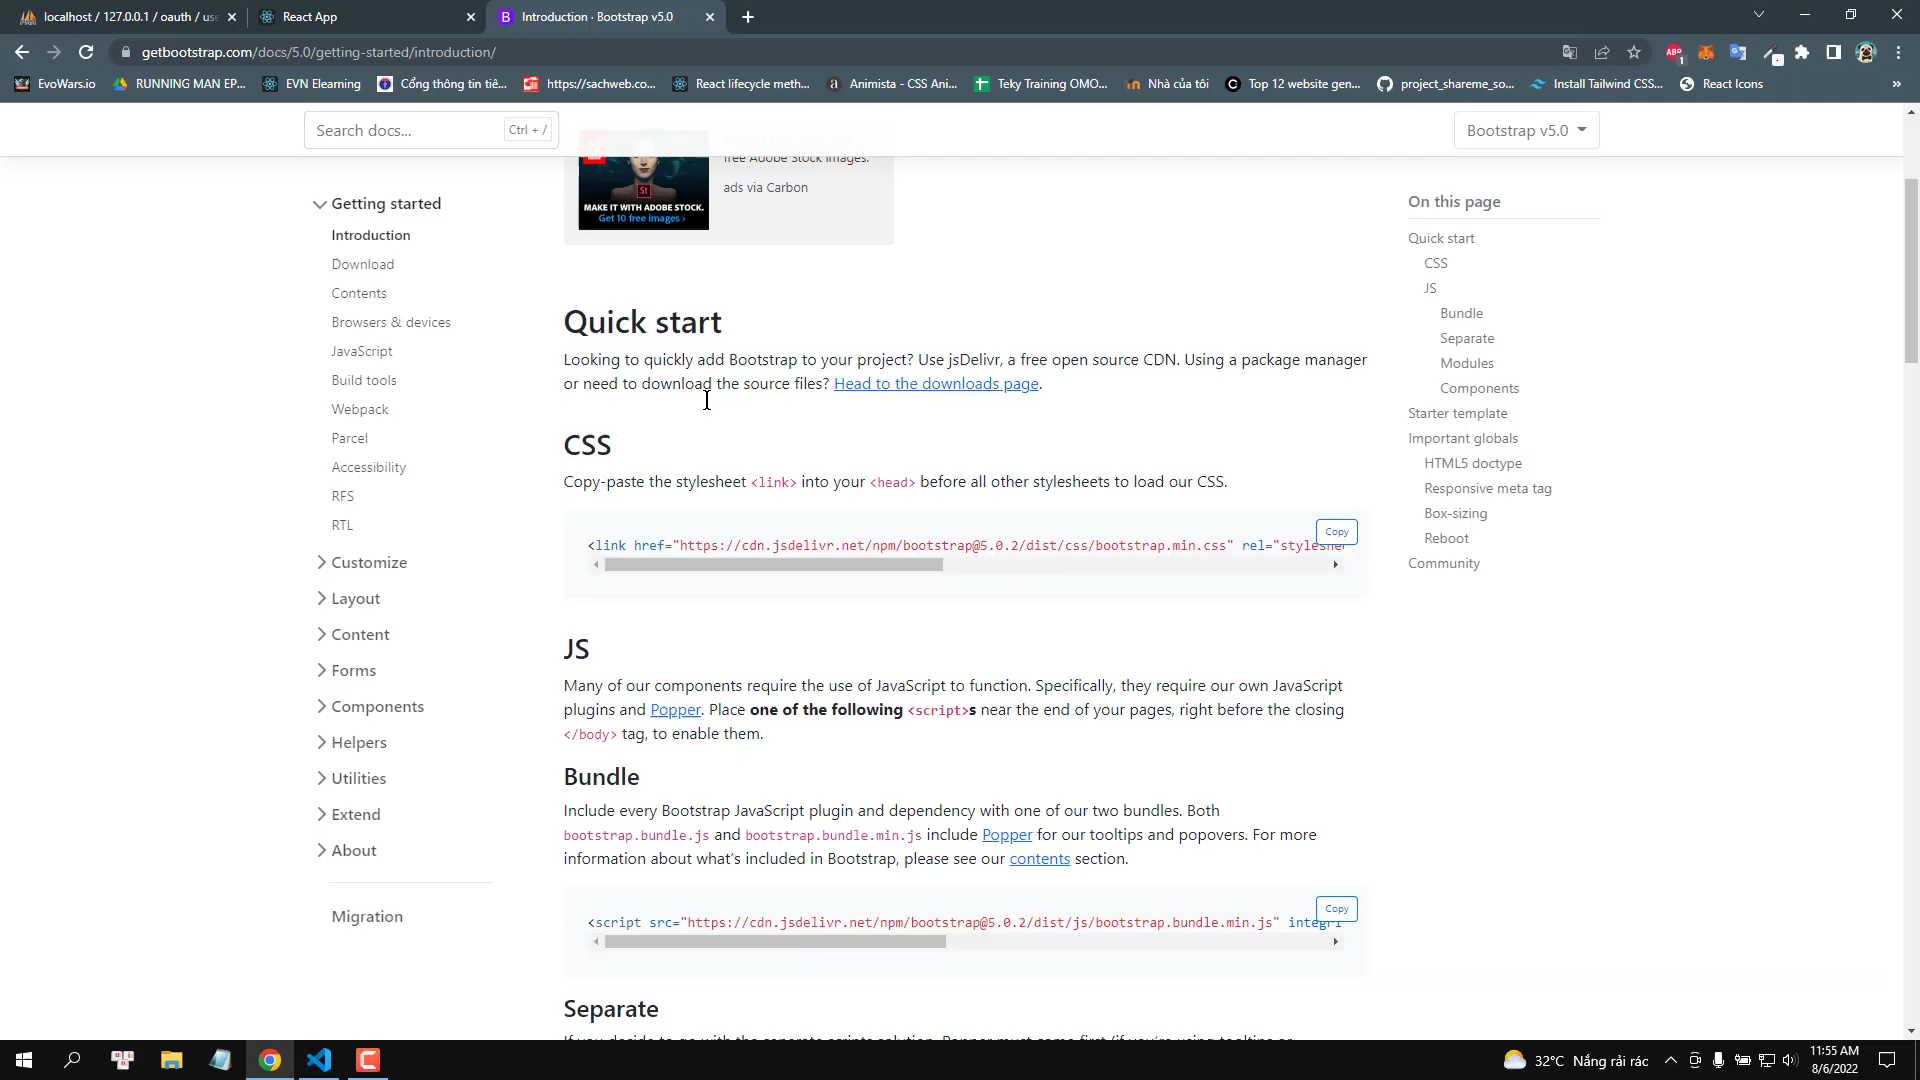 localhost / 127.0.0.1 / oauth / use
React App
Introduction · Bootstrap v5.0
getbootstrap.com/docs/5.0/getting-started/introduction/
ABP
1
EvoWars.io
RUNNING MAN EP...
EVN Elearning
Cổng thông tin tiê...
https://sachweb.co...
React lifecycle meth...
Animista - CSS Ani...
Teky Training OMO...
Nhà của tôi
Top 12 website gen...
project_shareme_so...
Install Tailwind CSS...
React Icons
»
Search docs...
Ctrl + /
Bootstrap v5.0
free Adobe Stock images.
ads via Carbon
St
MAKE IT WITH ADOBE STOCK.
Get 10 free images ›
Getting started
Introduction
Download
Contents
Browsers & devices
JavaScript
Build tools
Webpack
Parcel
Accessibility
RFS
RTL
Customize
Layout
Content
Forms
Components
Helpers
Utilities
Extend
About
Migration
Quick start
Looking to quickly add Bootstrap to your project? Use jsDelivr, a free open source CDN. Using a package manager
or need to download the source files? Head to the downloads page.
CSS
Copy-paste the stylesheet <link> into your <head> before all other stylesheets to load our CSS.
Copy
<link href="https://cdn.jsdelivr.net/npm/bootstrap@5.0.2/dist/css/bootstrap.min.css" rel="styleshe
JS
Many of our components require the use of JavaScript to function. Specifically, they require our own JavaScript
plugins and Popper. Place one of the following <script>s near the end of your pages, right before the closing
</body> tag, to enable them.
Bundle
Include every Bootstrap JavaScript plugin and dependency with one of our two bundles. Both
bootstrap.bundle.js and bootstrap.bundle.min.js include Popper for our tooltips and popovers. For more
information about what's included in Bootstrap, please see our contents section.
Copy
<script src="https://cdn.jsdelivr.net/npm/bootstrap@5.0.2/dist/js/bootstrap.bundle.min.js" integri
Separate
On this page
Quick start
CSS
JS
Bundle
Separate
Modules
Components
Starter template
Important globals
HTML5 doctype
Responsive meta tag
Box-sizing
Reboot
Community
32°C Nắng rải rác
11:55 AM
8/6/2022